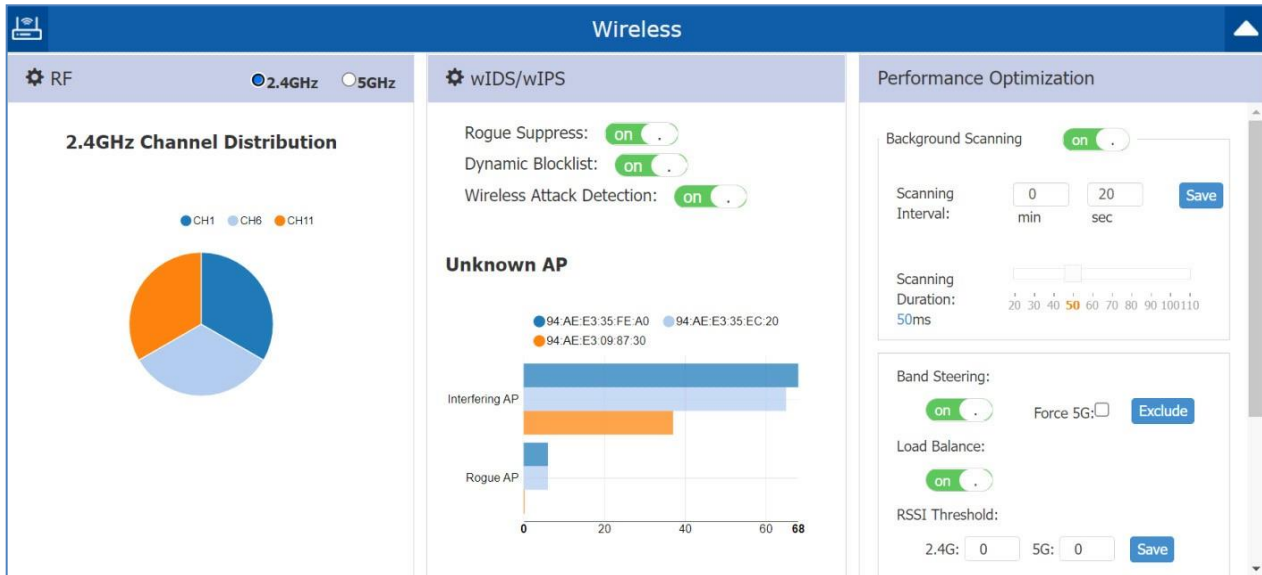 Wireless
RF
2.4GHz 5GHz
2.4GHz Channel Distribution
CH1 CH6 CH11
wIDS/wIPS
Rogue Suppress: on .
Dynamic Blocklist: on .
Wireless Attack Detection: on .
Unknown AP
94:AE:E3:35:FE:A0 94:AE:E3:35:EC:20
94:AE:E3:09:87:30
Interfering AP
Rogue AP
0 20 40 60 68
Performance Optimization
Background Scanning on .
Scanning 0 20 Save
Interval: min sec
Scanning
Duration: 20 30 40 50 60 70 80 90 100 110
50ms
Band Steering:
on . Force 5G: Exclude
Load Balance:
on .
RSSI Threshold:
2.4G: 0 5G: 0 Save